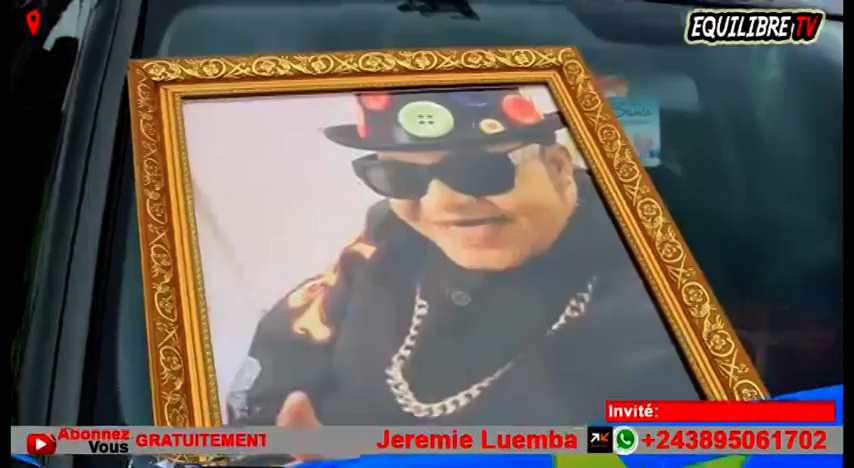 EQUILIBRE TV
Invité:
Abonnez
Vous
GRATUITEMENT
Jeremie Luemba
+243895061702